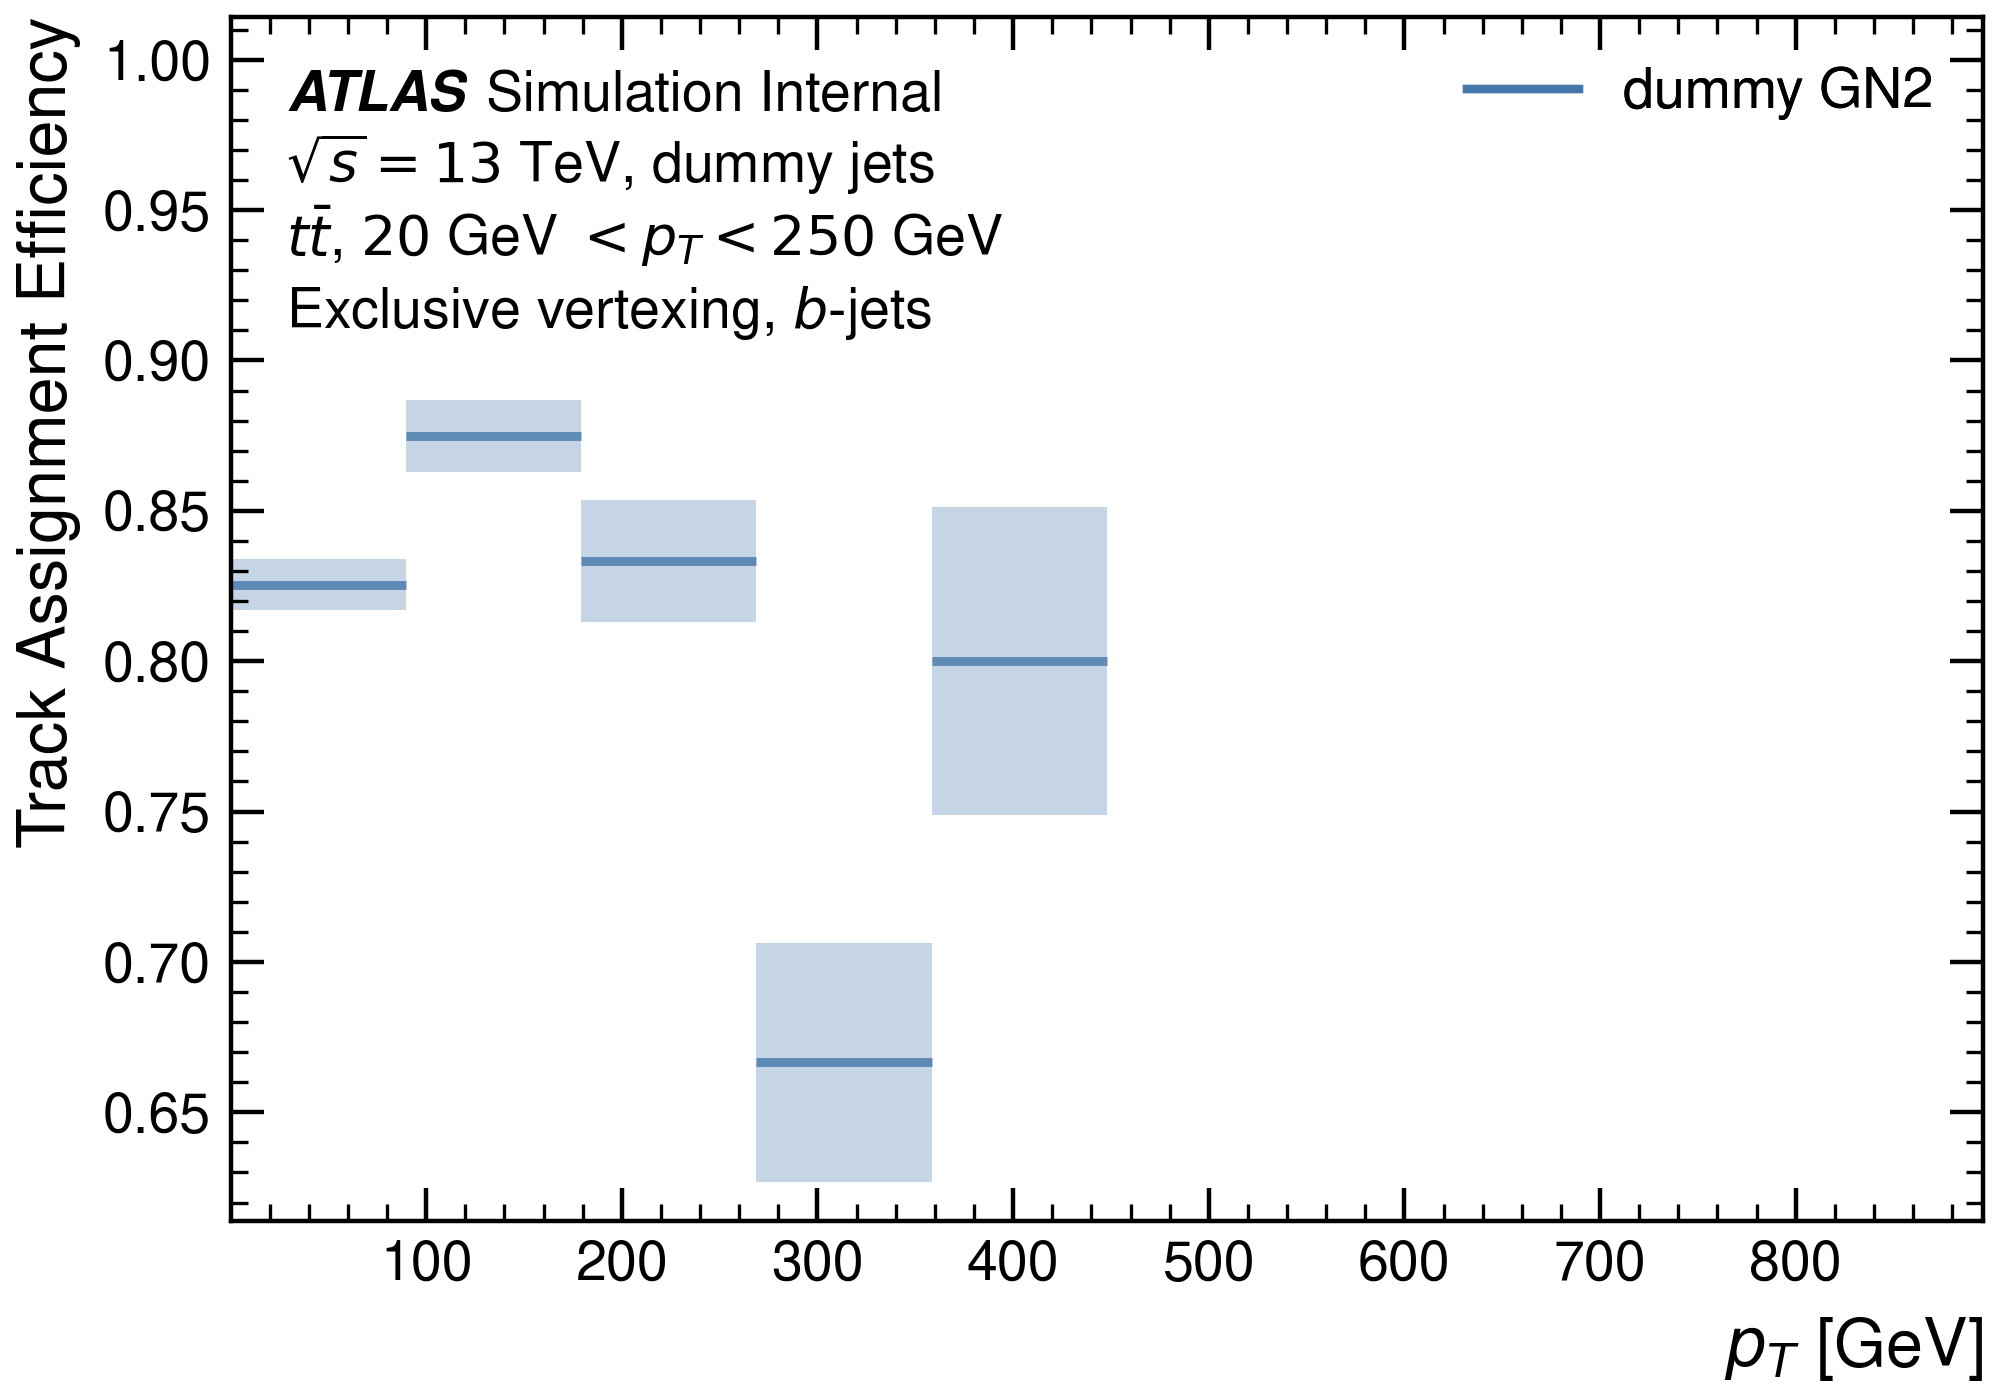 Track Assignment Efficiency
1.00
0.95
0.90
0.85
0.80
0.75
0.70
0.65
ATLAS Simulation Internal
√s = 13 TeV, dummy jets
tt̄, 20 GeV < p_T < 250 GeV
Exclusive vertexing, b-jets
dummy GN2
100 200 300 400 500 600 700 800
p_T [GeV]